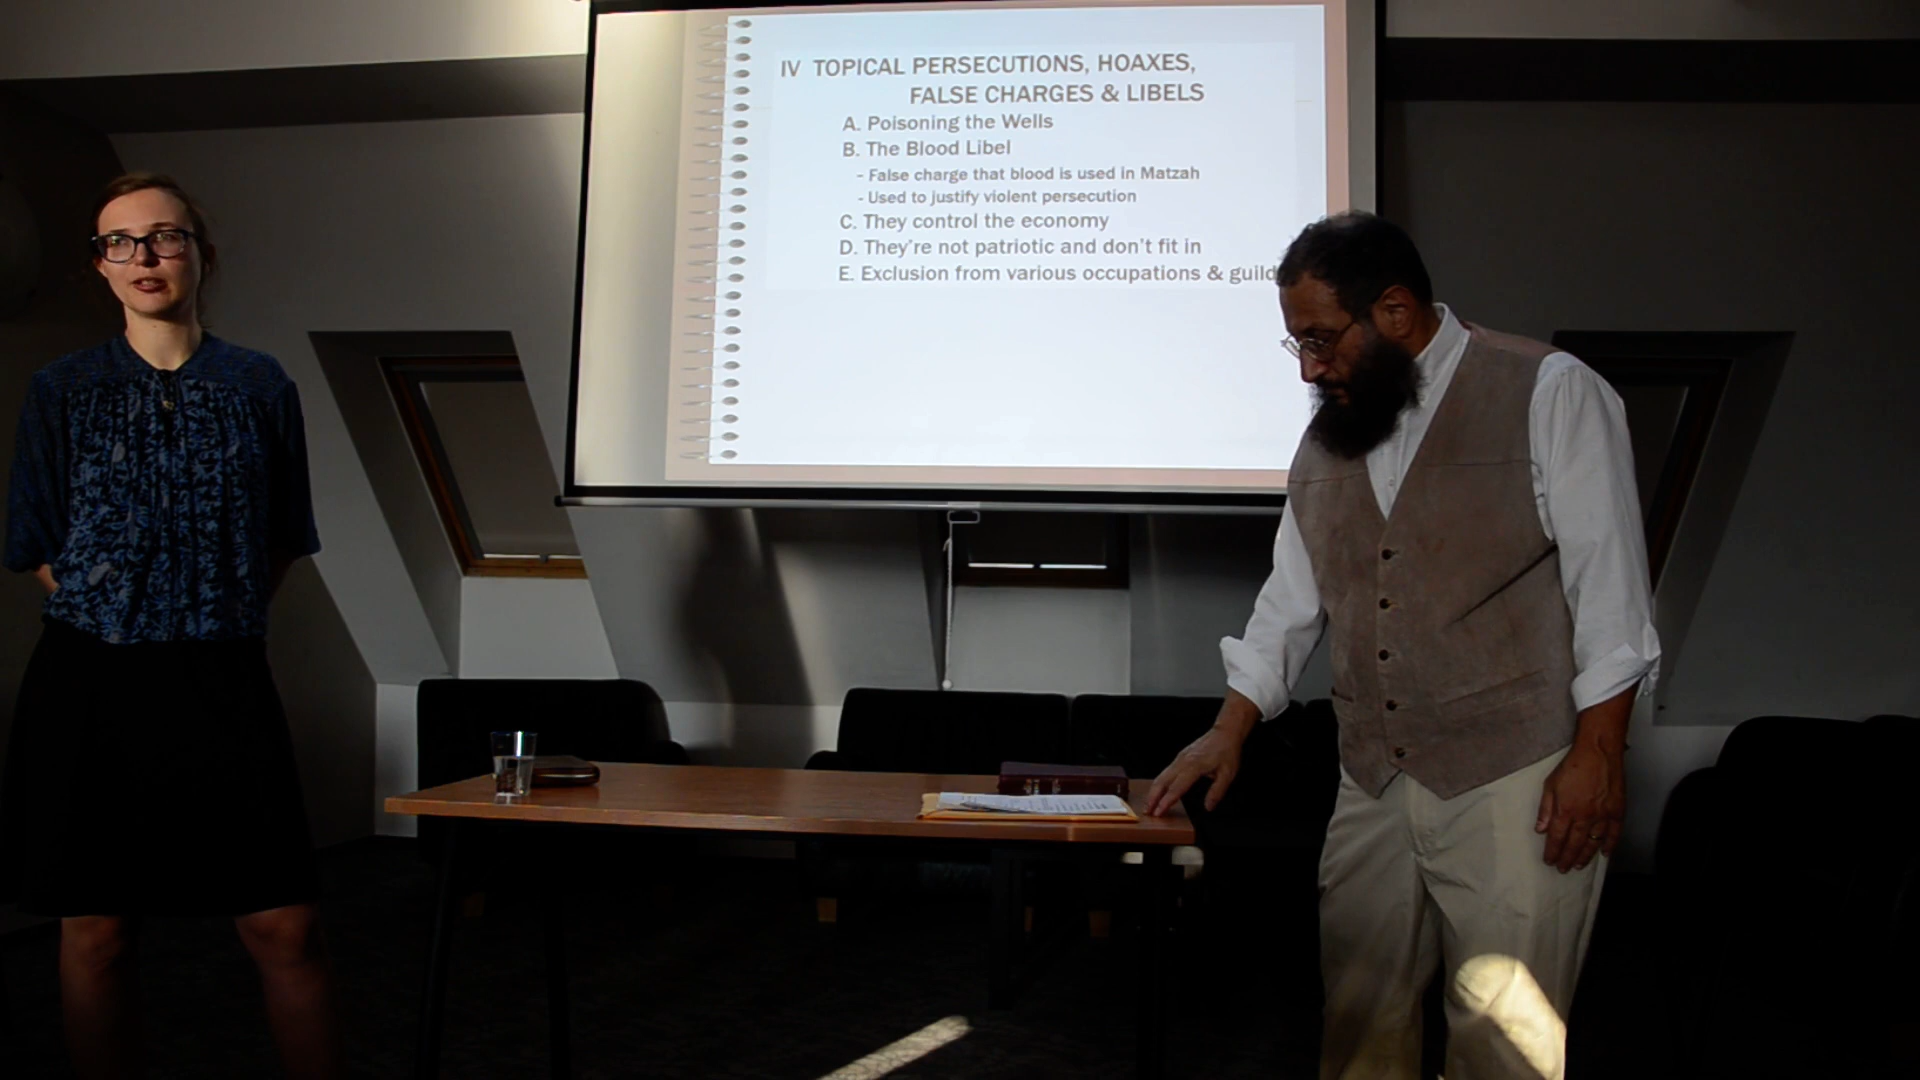 IV TOPICAL PERSECUTIONS, HOAXES,
FALSE CHARGES & LIBELS
A. Poisoning the Wells
B. The Blood Libel
- False charge that blood is used in Matzah
- Used to justify violent persecution
C. They control the economy
D. They're not patriotic and don't fit in
E. Exclusion from various occupations & guild